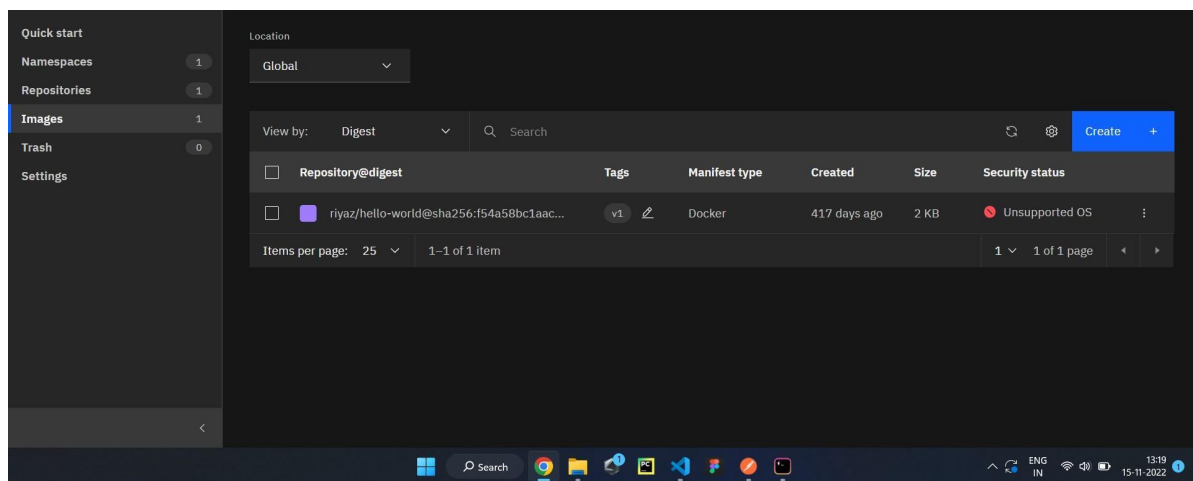 Quick start
Namespaces 1
Repositories 1
Images 1
Trash 0
Settings
Location
Global
View by: Digest Search Create +
Repository@digest Tags Manifest type Created Size Security status
riyaz/hello-world@sha256:f54a58bc1aac... v1 Docker 417 days ago 2 KB Unsupported OS
Items per page: 25 1–1 of 1 item 1 1 of 1 page
Search 1 PC ENG 13:19
IN 15-11-2022 1